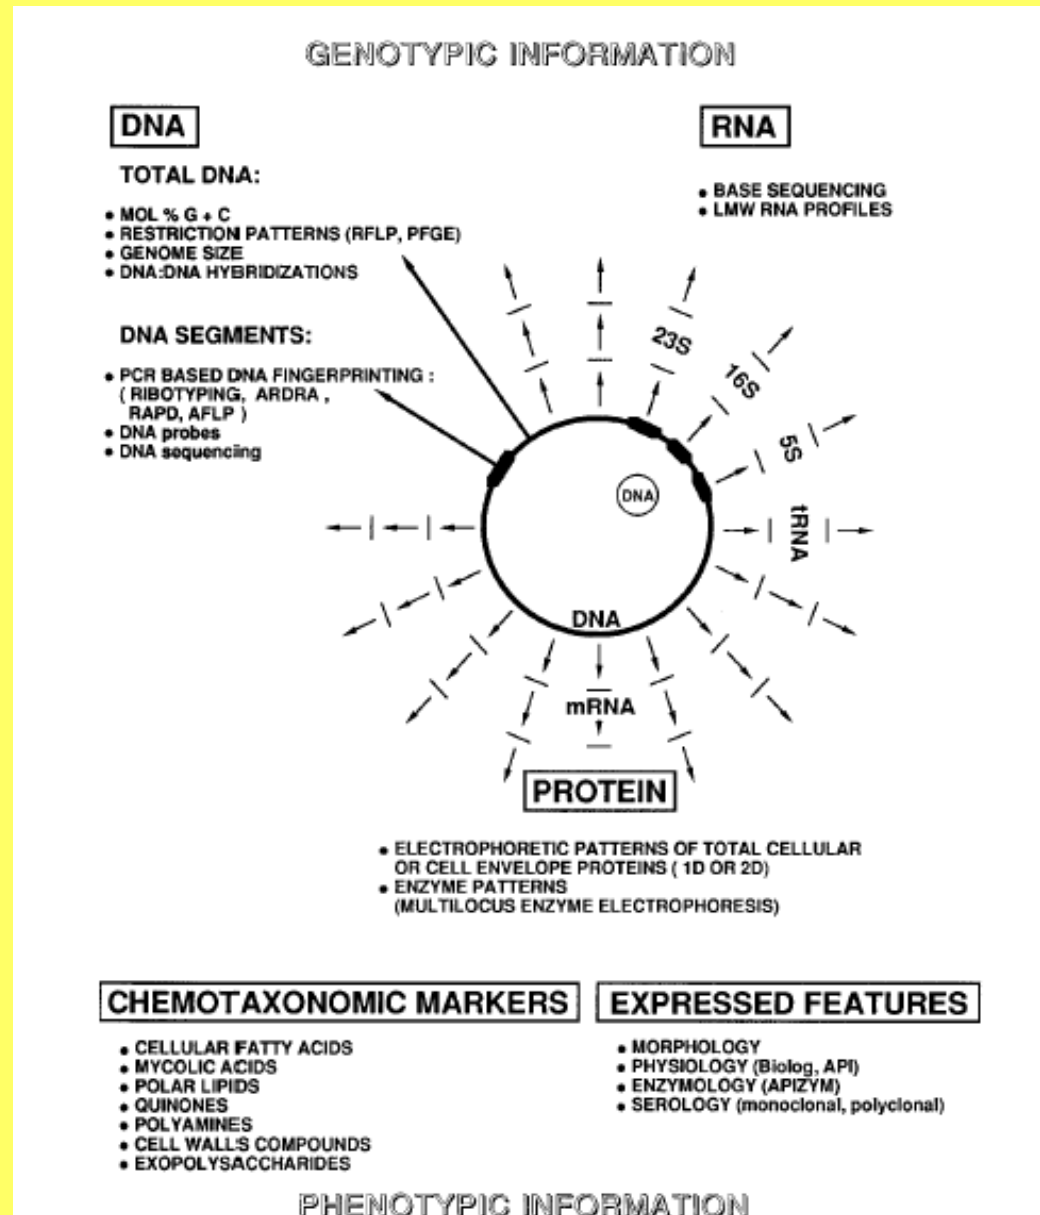 GENOTYPIC INFORMATION
DNA
TOTAL DNA:
• MOL % G + C
• RESTRICTION PATTERNS (RFLP, PFGE)
• GENOME SIZE
• DNA:DNA HYBRIDIZATIONS
DNA SEGMENTS:
• PCR BASED DNA FINGERPRINTING :
( RIBOTYPING, ARDRA ,
RAPD, AFLP )
• DNA probes
• DNA sequencing
RNA
• BASE SEQUENCING
• LMW RNA PROFILES
23S
16S
5S
tRNA
DNA
DNA
mRNA
PROTEIN
• ELECTROPHORETIC PATTERNS OF TOTAL CELLULAR
OR CELL ENVELOPE PROTEINS ( 1D OR 2D)
• ENZYME PATTERNS
(MULTILOCUS ENZYME ELECTROPHORESIS)
CHEMOTAXONOMIC MARKERS
• CELLULAR FATTY ACIDS
• MYCOLIC ACIDS
• POLAR LIPIDS
• QUINONES
• POLYAMINES
• CELL WALLS COMPOUNDS
• EXOPOLYSACCHARIDES
EXPRESSED FEATURES
• MORPHOLOGY
• PHYSIOLOGY (Biolog, API)
• ENZYMOLOGY (APIZYM)
• SEROLOGY (monoclonal, polyclonal)
PHENOTYPIC INFORMATION